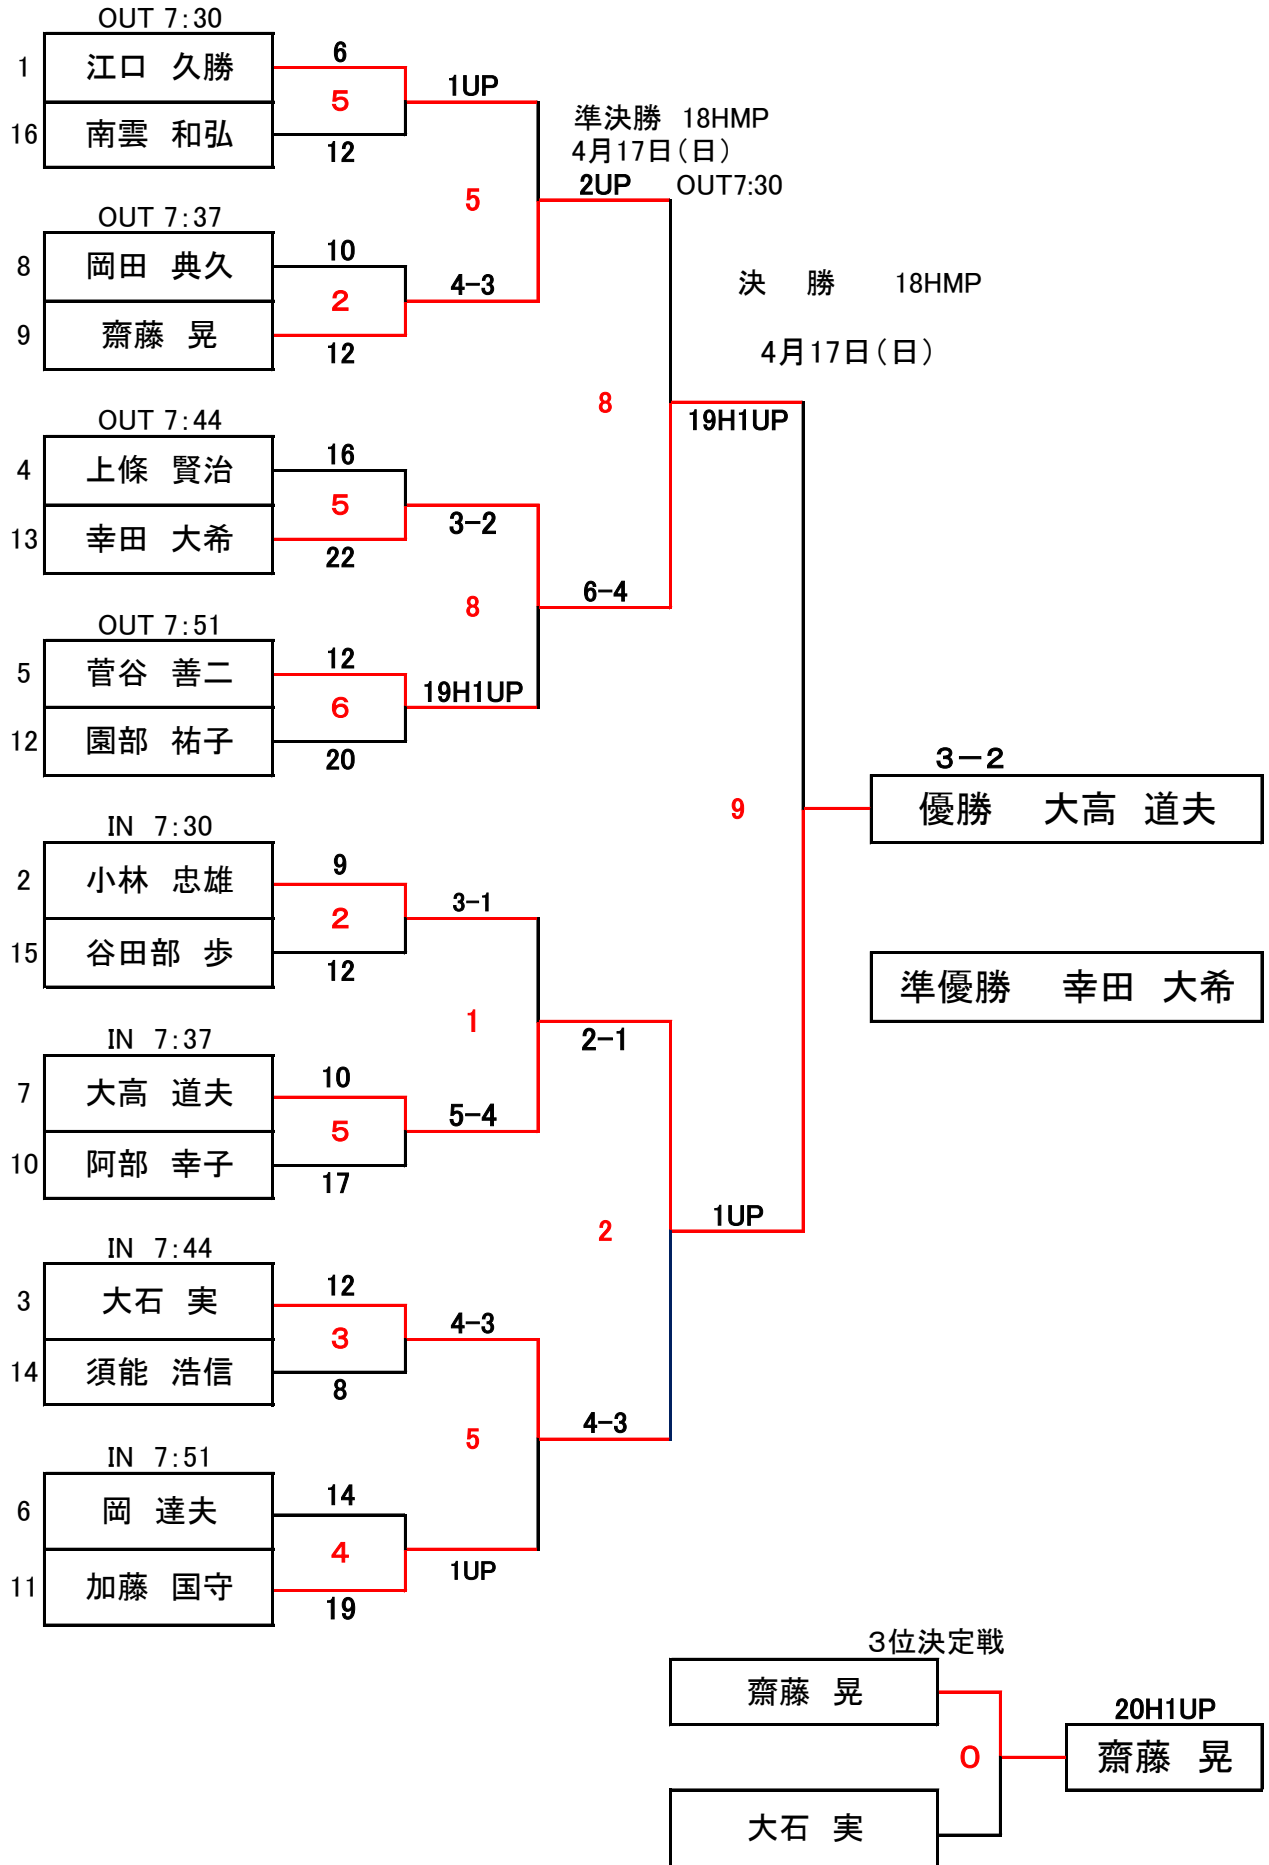 OUT 7:30
1 江口 久勝 6
5 1UP
16 南雲 和弘 12
準決勝 18HMP
4月17日(日)
2UP OUT7:30
5
OUT 7:37
8 岡田 典久 10
2 4-3
9 齋藤 晃 12
決 勝 18HMP
4月17日(日)
8
19H1UP
OUT 7:44
4 上條 賢治 16
5 3-2
13 幸田 大希 22
8 6-4
OUT 7:51
5 菅谷 善二 12
6 19H1UP
12 園部 祐子 20
3-2
9 優勝 大高 道夫
IN 7:30
2 小林 忠雄 9
2 3-1
15 谷田部 歩 12
準優勝 幸田 大希
1 2-1
IN 7:37
7 大高 道夫 10
5 5-4
10 阿部 幸子 17
2 1UP
IN 7:44
3 大石 実 12
3 4-3
14 須能 浩信 8
5 4-3
IN 7:51
6 岡 達夫 14
4 1UP
11 加藤 国守 19
3位決定戦
齋藤 晃
20H1UP
0 齋藤 晃
大石 実